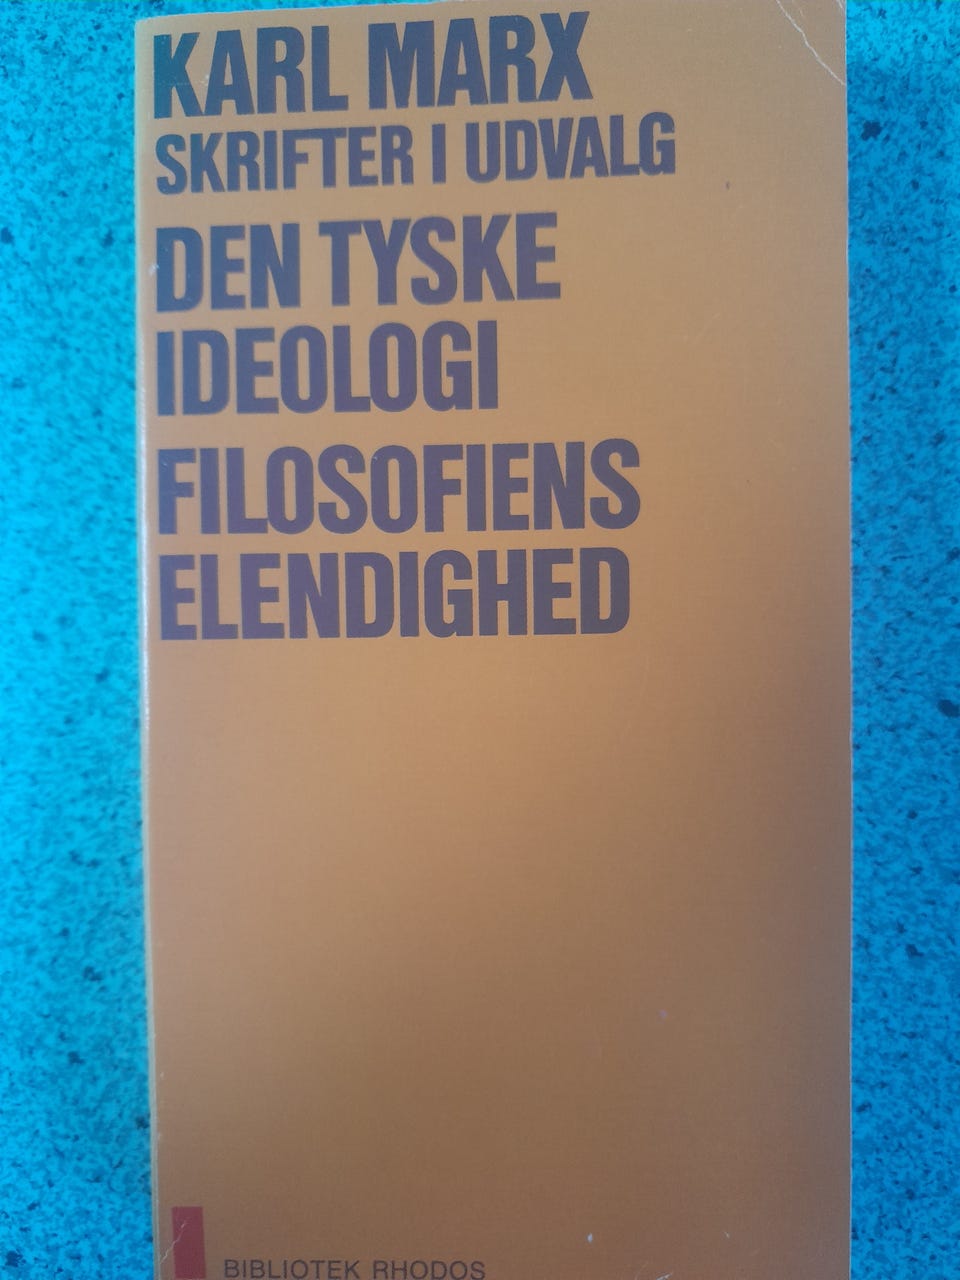 KARL MARX
SKRIFTER I UDVALG
DEN TYSKE
IDEOLOGI
FILOSOFIENS
ELENDIGHED
BIBLIOTEK RHODOS